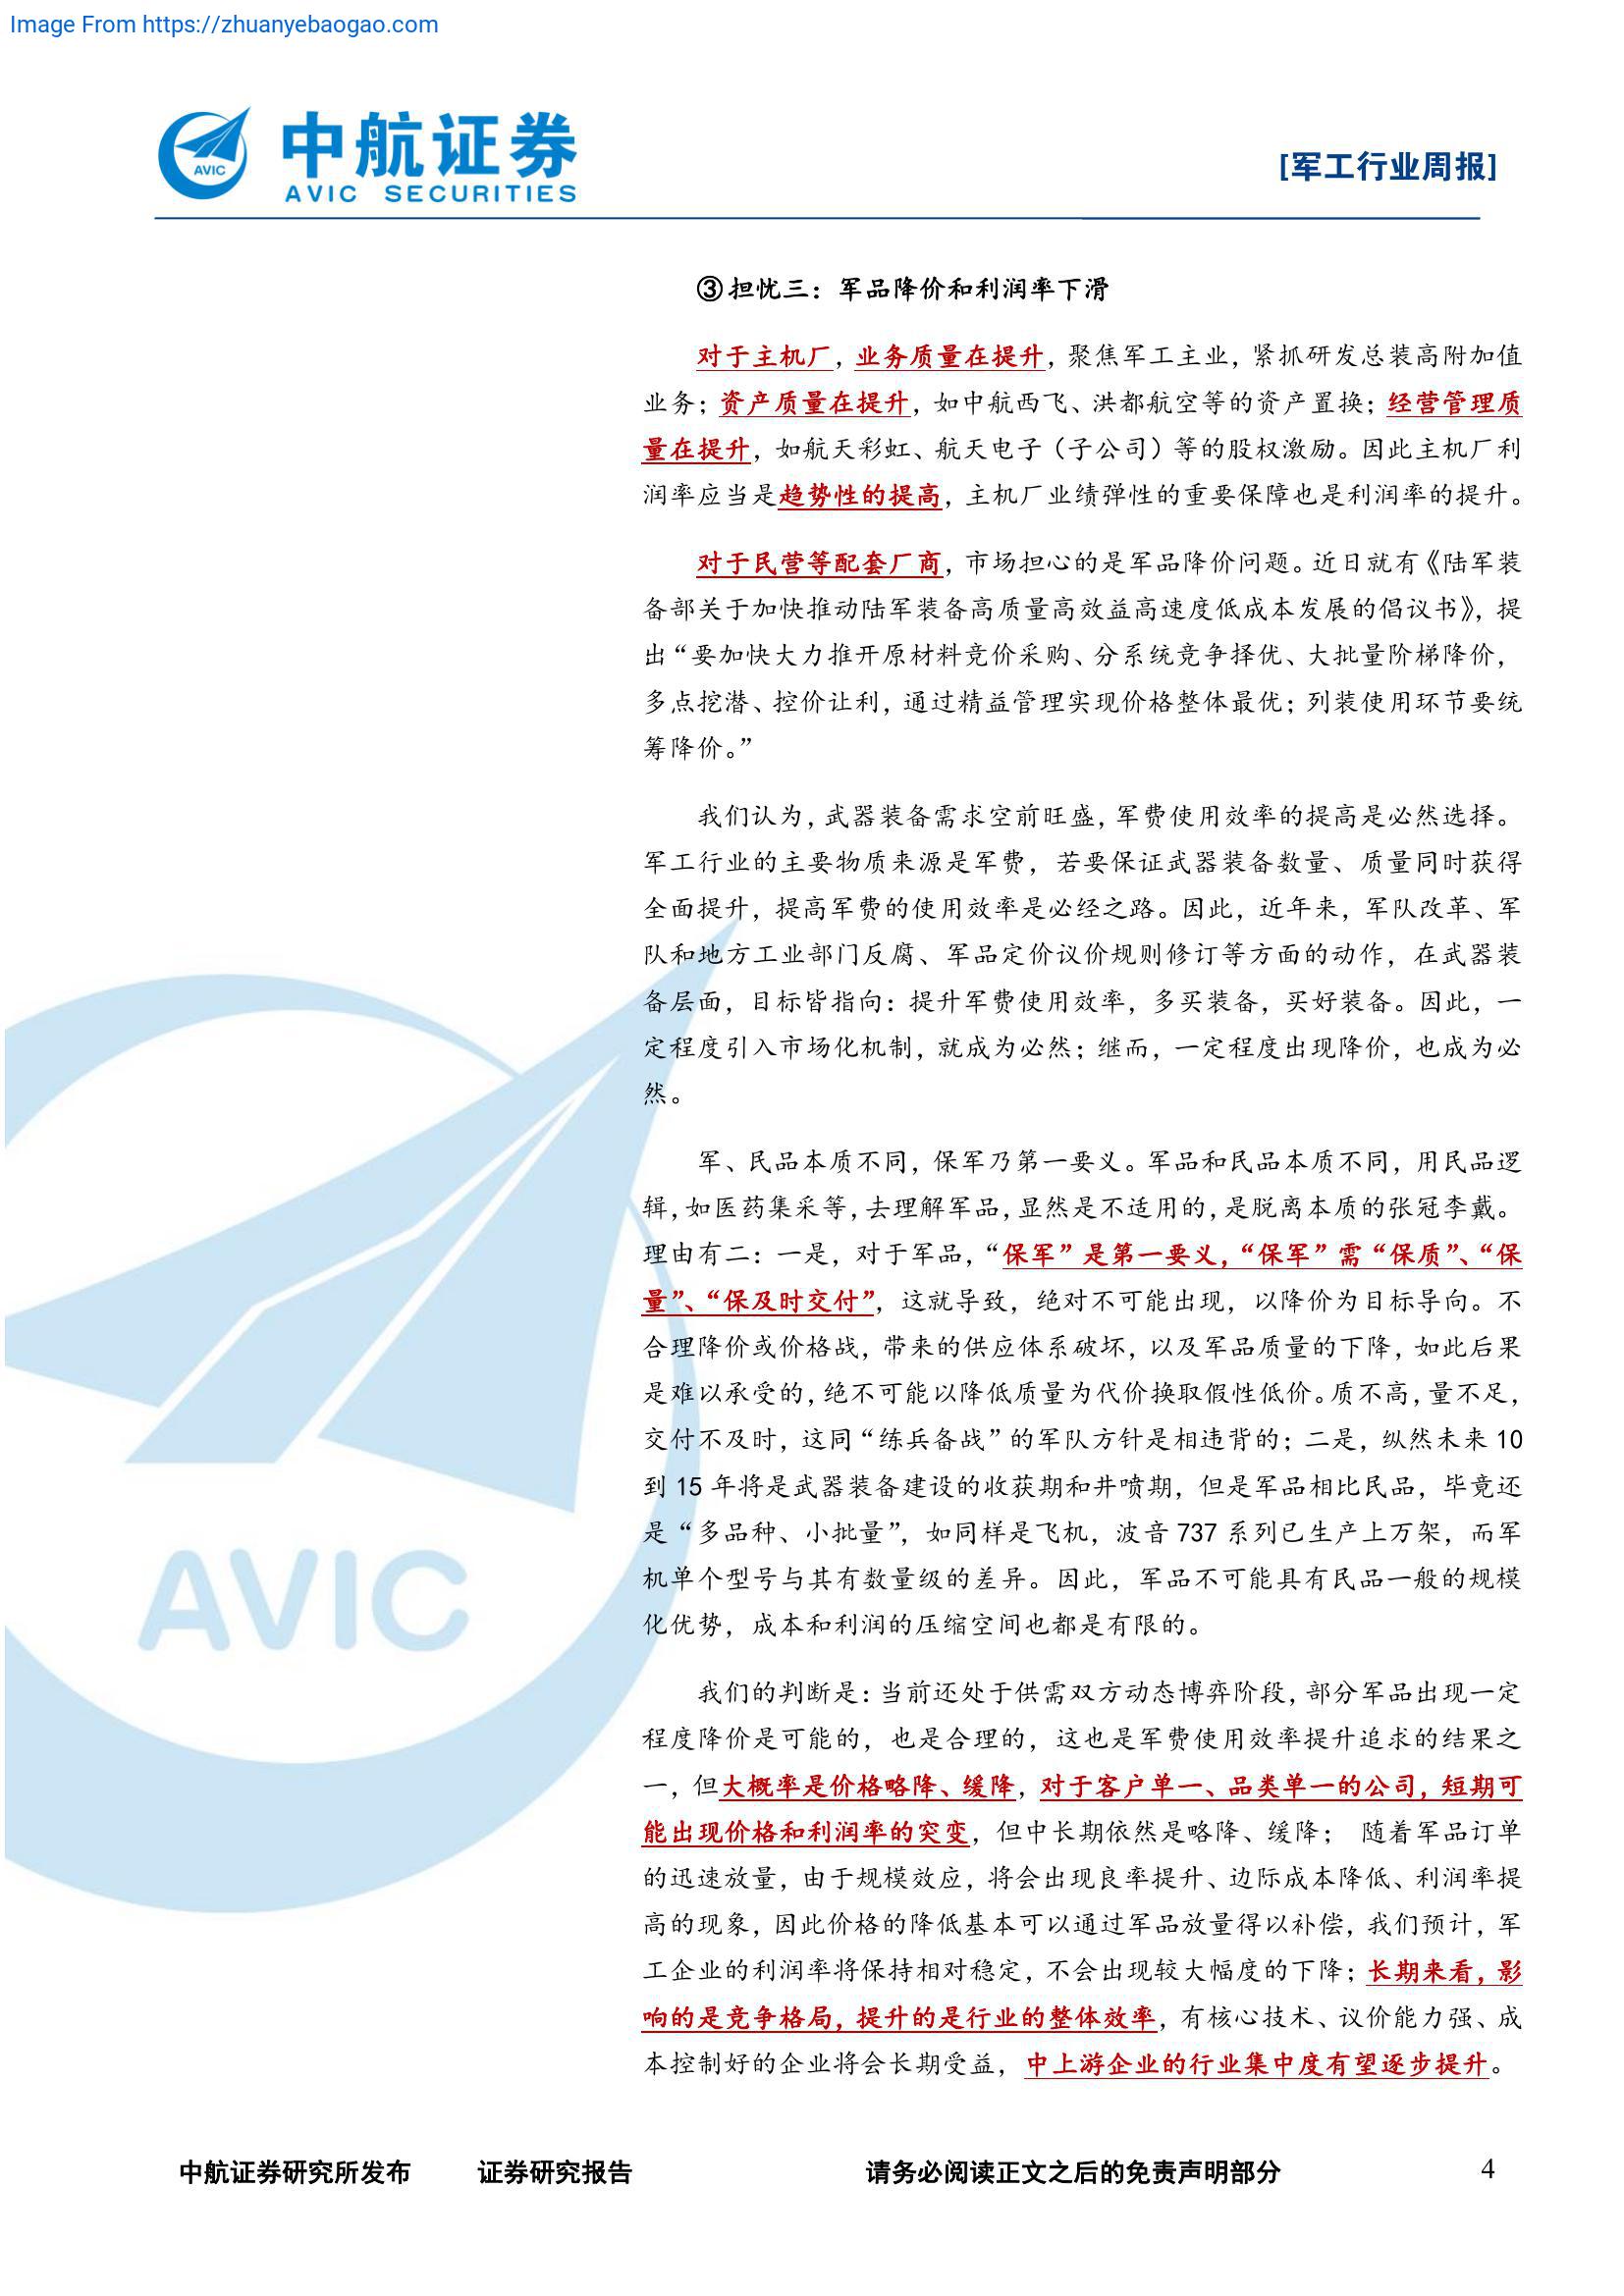 Image From https://zhuanyebaogao.com
AVIC
中航证券
AVIC SECURITIES
[军工行业周报]
③担忧三：军品降价和利润率下滑
对于主机厂，业务质量在提升，聚焦军工主业，紧抓研发总装高附加值
业务；资产质量在提升，如中航西飞、洪都航空等的资产置换；经营管理质
量在提升，如航天彩虹、航天电子（子公司）等的股权激励。因此主机厂利
润率应当是趋势性的提高，主机厂业绩弹性的重要保障也是利润率的提升。
对于民营等配套厂商，市场担心的是军品降价问题。近日就有《陆军装
备部关于加快推动陆军装备高质量高效益高速度低成本发展的倡议书》，提
出“要加快大力推开原材料竞价采购、分系统竞争择优、大批量阶梯降价，
多点挖潜、控价让利，通过精益管理实现价格整体最优；列装使用环节要统
筹降价。”
我们认为，武器装备需求空前旺盛，军费使用效率的提高是必然选择。
军工行业的主要物质来源是军费，若要保证武器装备数量、质量同时获得
全面提升，提高军费的使用效率是必经之路。因此，近年来，军队改革、军
队和地方工业部门反腐、军品定价议价规则修订等方面的动作，在武器装
备层面，目标皆指向：提升军费使用效率，多买装备，买好装备。因此，一
定程度引入市场化机制，就成为必然；继而，一定程度出现降价，也成为必
然。
军、民品本质不同，保军乃第一要义。军品和民品本质不同，用民品逻
辑，如医药集采等，去理解军品，显然是不适用的，是脱离本质的张冠李戴。
理由有二：一是，对于军品，“保军”是第一要义，“保军”需“保质”、“保
量”、“保及时交付”，这就导致，绝对不可能出现，以降价为目标导向。不
合理降价或价格战，带来的供应体系破坏，以及军品质量的下降，如此后果
是难以承受的，绝不可能以降低质量为代价换取假性低价。质不高，量不足，
交付不及时，这同“练兵备战”的军队方针是相违背的；二是，纵然未来 10
到 15 年将是武器装备建设的收获期和井喷期，但是军品相比民品，毕竟还
是“多品种、小批量”，如同样是飞机，波音 737 系列已生产上万架，而军
机单个型号与其有数量级的差异。因此，军品不可能具有民品一般的规模
化优势，成本和利润的压缩空间也都是有限的。
我们的判断是：当前还处于供需双方动态博弈阶段，部分军品出现一定
程度降价是可能的，也是合理的，这也是军费使用效率提升追求的结果之
一，但大概率是价格略降、缓降，对于客户单一、品类单一的公司，短期可
能出现价格和利润率的突变，但中长期依然是略降、缓降； 随着军品订单
的迅速放量，由于规模效应，将会出现良率提升、边际成本降低、利润率提
高的现象，因此价格的降低基本可以通过军品放量得以补偿，我们预计，军
工企业的利润率将保持相对稳定，不会出现较大幅度的下降；长期来看，影
响的是竞争格局，提升的是行业的整体效率，有核心技术、议价能力强、成
本控制好的企业将会长期受益，中上游企业的行业集中度有望逐步提升。
AVIC
中航证券研究所发布 证券研究报告 请务必阅读正文之后的免责声明部分 4